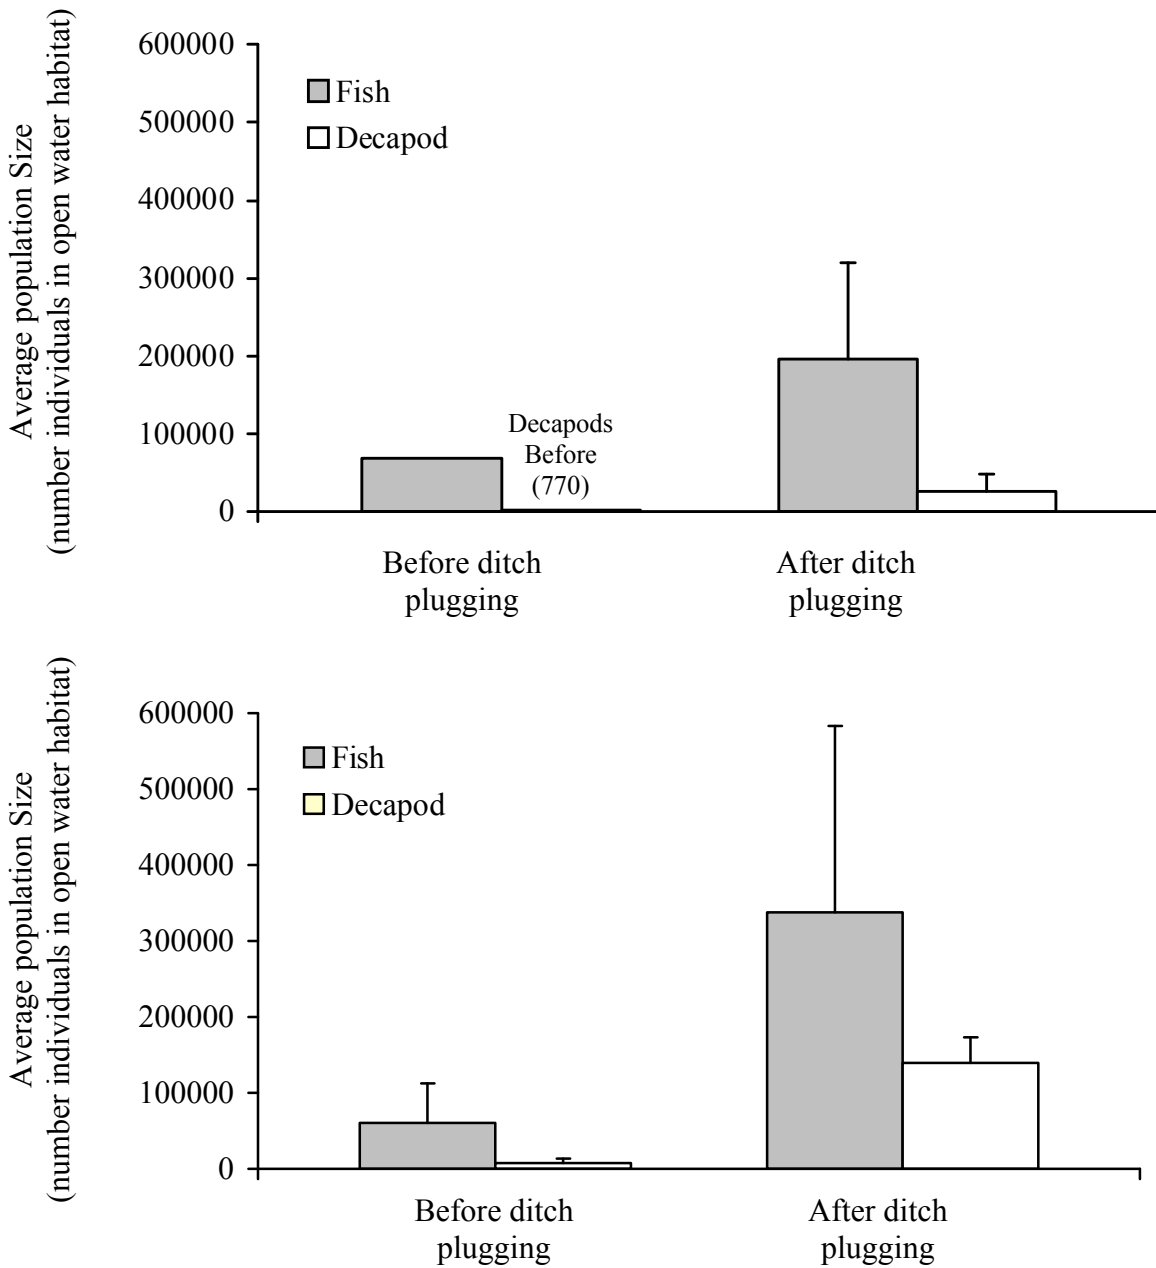 Average population Size
(number individuals in open water habitat)
600000
500000
400000
300000
200000
100000
0
Fish
Decapod
Decapods
Before
(770)
Before ditch
plugging
After ditch
plugging
Average population Size
(number individuals in open water habitat)
600000
500000
400000
300000
200000
100000
0
Fish
Decapod
Before ditch
plugging
After ditch
plugging